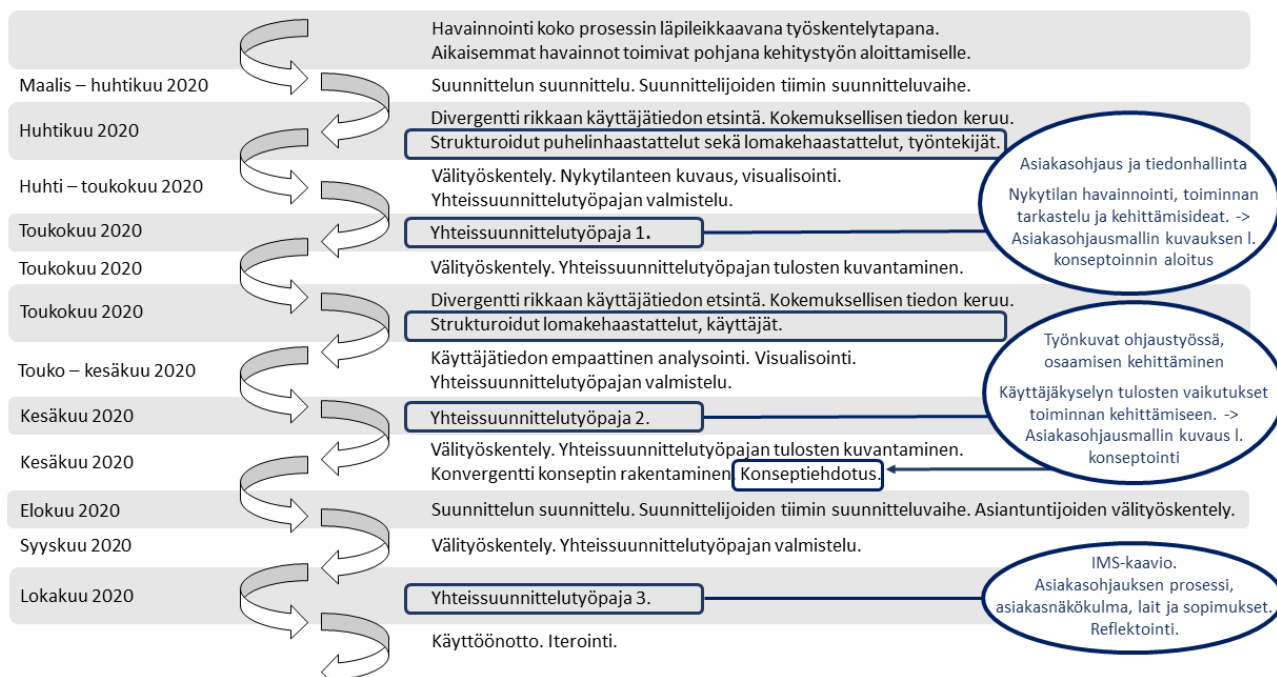 Havainnointi koko prosessin läpileikkaavana työskentelytapana.
Aikaisemmat havainnot toimivat pohjana kehitystyön aloittamiselle.
Maalis – huhtikuu 2020
Suunnittelun suunnittelu. Suunnittelijoiden tiimin suunnitteluvaihe.
Huhtikuu 2020
Divergentti rikkaan käyttäjätiedon etsintä. Kokemuksellisen tiedon keruu.
Strukturoidut puhelinhaastattelut sekä lomakehaastattelut, työntekijät.
Huhti – toukokuu 2020
Välityöskentely. Nykytilanteen kuvaus, visualisointi.
Yhteissuunnittelutyöpajan valmistelu.
Toukokuu 2020
Yhteissuunnittelutyöpaja 1.
Asiakasohjaus ja tiedonhallinta
Nykytilan havainnointi, toiminnan
tarkastelu ja kehittämisideat. ->
Asiakasohjausmallin kuvauksen l.
konseptoinnin aloitus
Toukokuu 2020
Välityöskentely. Yhteissuunnittelutyöpajan tulosten kuvantaminen.
Toukokuu 2020
Divergentti rikkaan käyttäjätiedon etsintä. Kokemuksellisen tiedon keruu.
Strukturoidut lomakehaastattelut, käyttäjät.
Touko – kesäkuu 2020
Käyttäjätiedon empaattinen analysointi. Visualisointi.
Yhteissuunnittelutyöpajan valmistelu.
Kesäkuu 2020
Yhteissuunnittelutyöpaja 2.
Työnkuvat ohjaustyössä,
osaamisen kehittäminen
Käyttäjäkyselyn tulosten vaikutukset
toiminnan kehittämiseen. ->
Asiakasohjausmallin kuvaus l.
konseptointi
Kesäkuu 2020
Välityöskentely. Yhteissuunnittelutyöpajan tulosten kuvantaminen.
Konvergentti konseptin rakentaminen. Konseptiehdotus.
Elokuu 2020
Suunnittelun suunnittelu. Suunnittelijoiden tiimin suunnitteluvaihe. Asiantuntijoiden välityöskentely.
Syyskuu 2020
Välityöskentely. Yhteissuunnittelutyöpajan valmistelu.
Lokakuu 2020
Yhteissuunnittelutyöpaja 3.
IMS-kaavio.
Asiakasohjauksen prosessi,
asiakasnäkökulma, lait ja sopimukset.
Reflektointi.
Käyttöönotto. Iterointi.